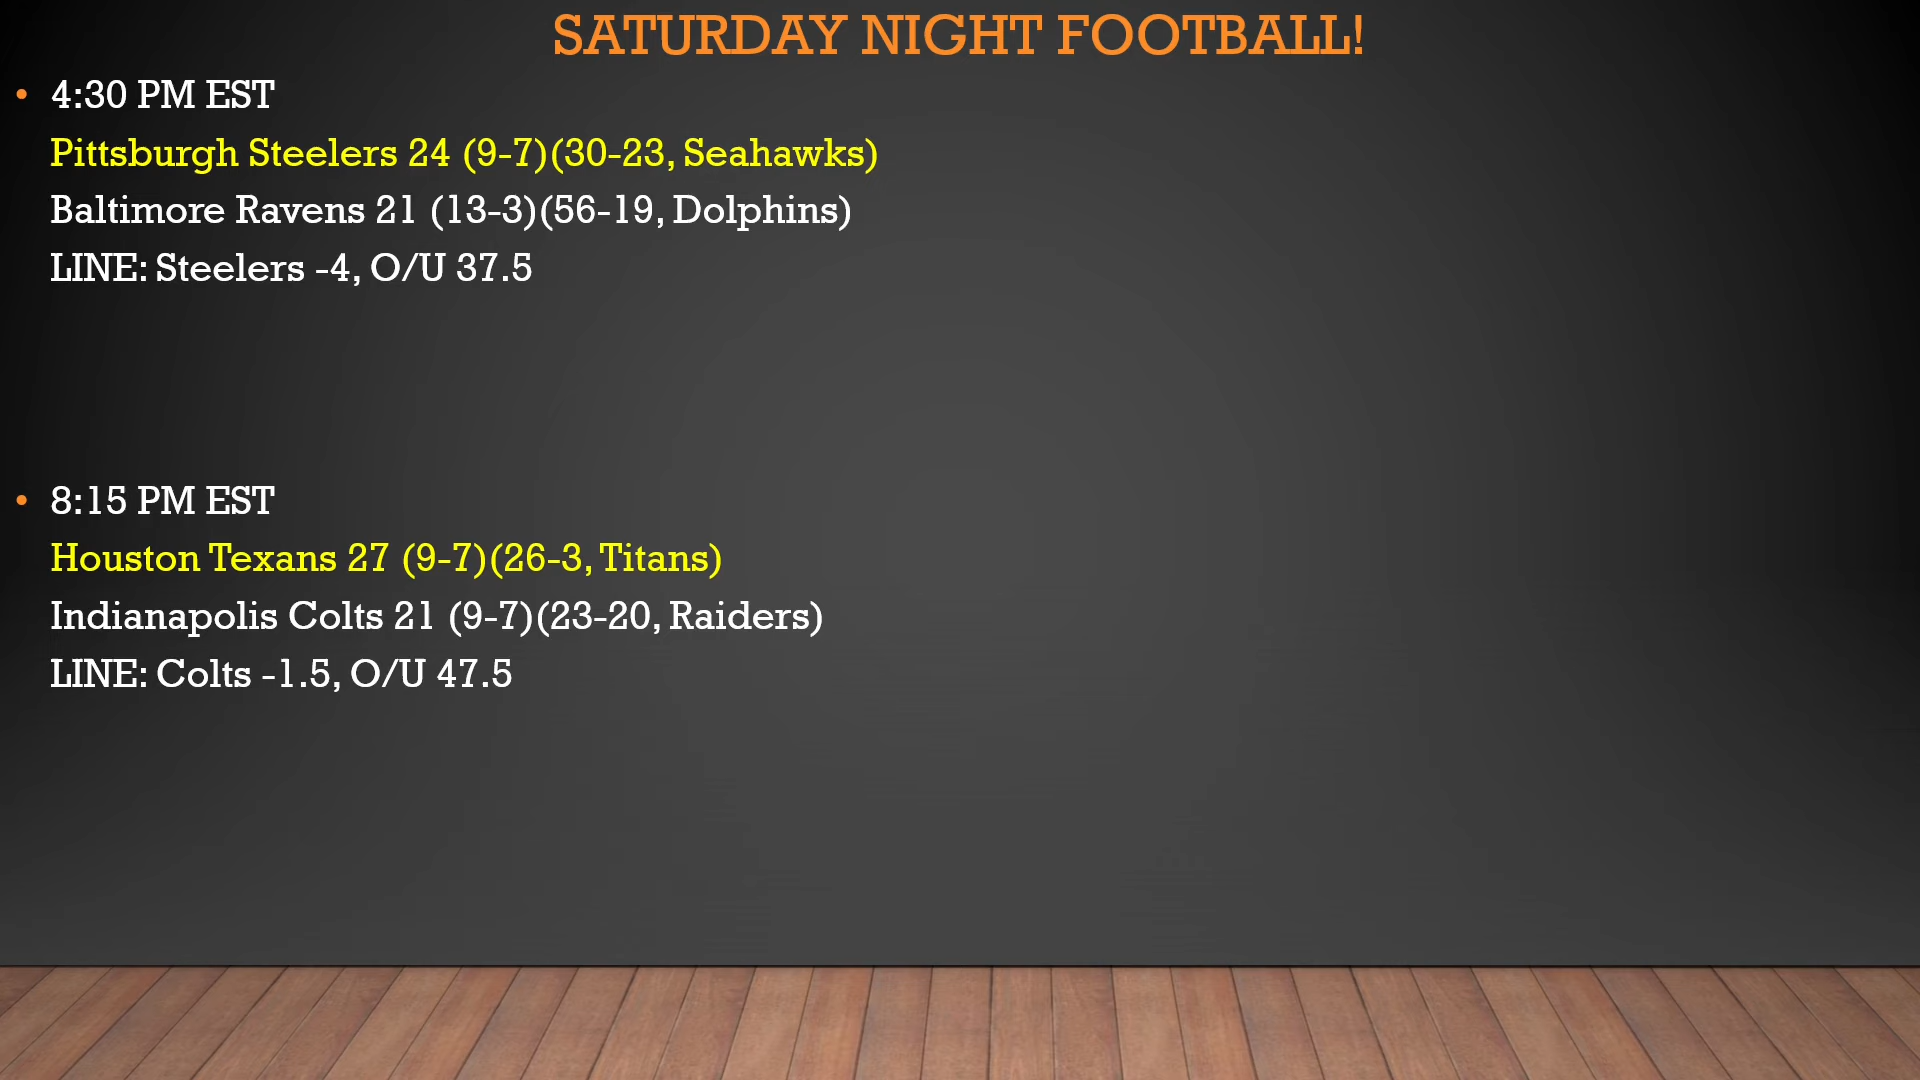 SATURDAY NIGHT FOOTBALL!
• 4:30 PM EST
Pittsburgh Steelers 24 (9-7)(30-23, Seahawks)
Baltimore Ravens 21 (13-3)(56-19, Dolphins)
LINE: Steelers -4, O/U 37.5
• 8:15 PM EST
Houston Texans 27 (9-7)(26-3, Titans)
Indianapolis Colts 21 (9-7)(23-20, Raiders)
LINE: Colts -1.5, O/U 47.5